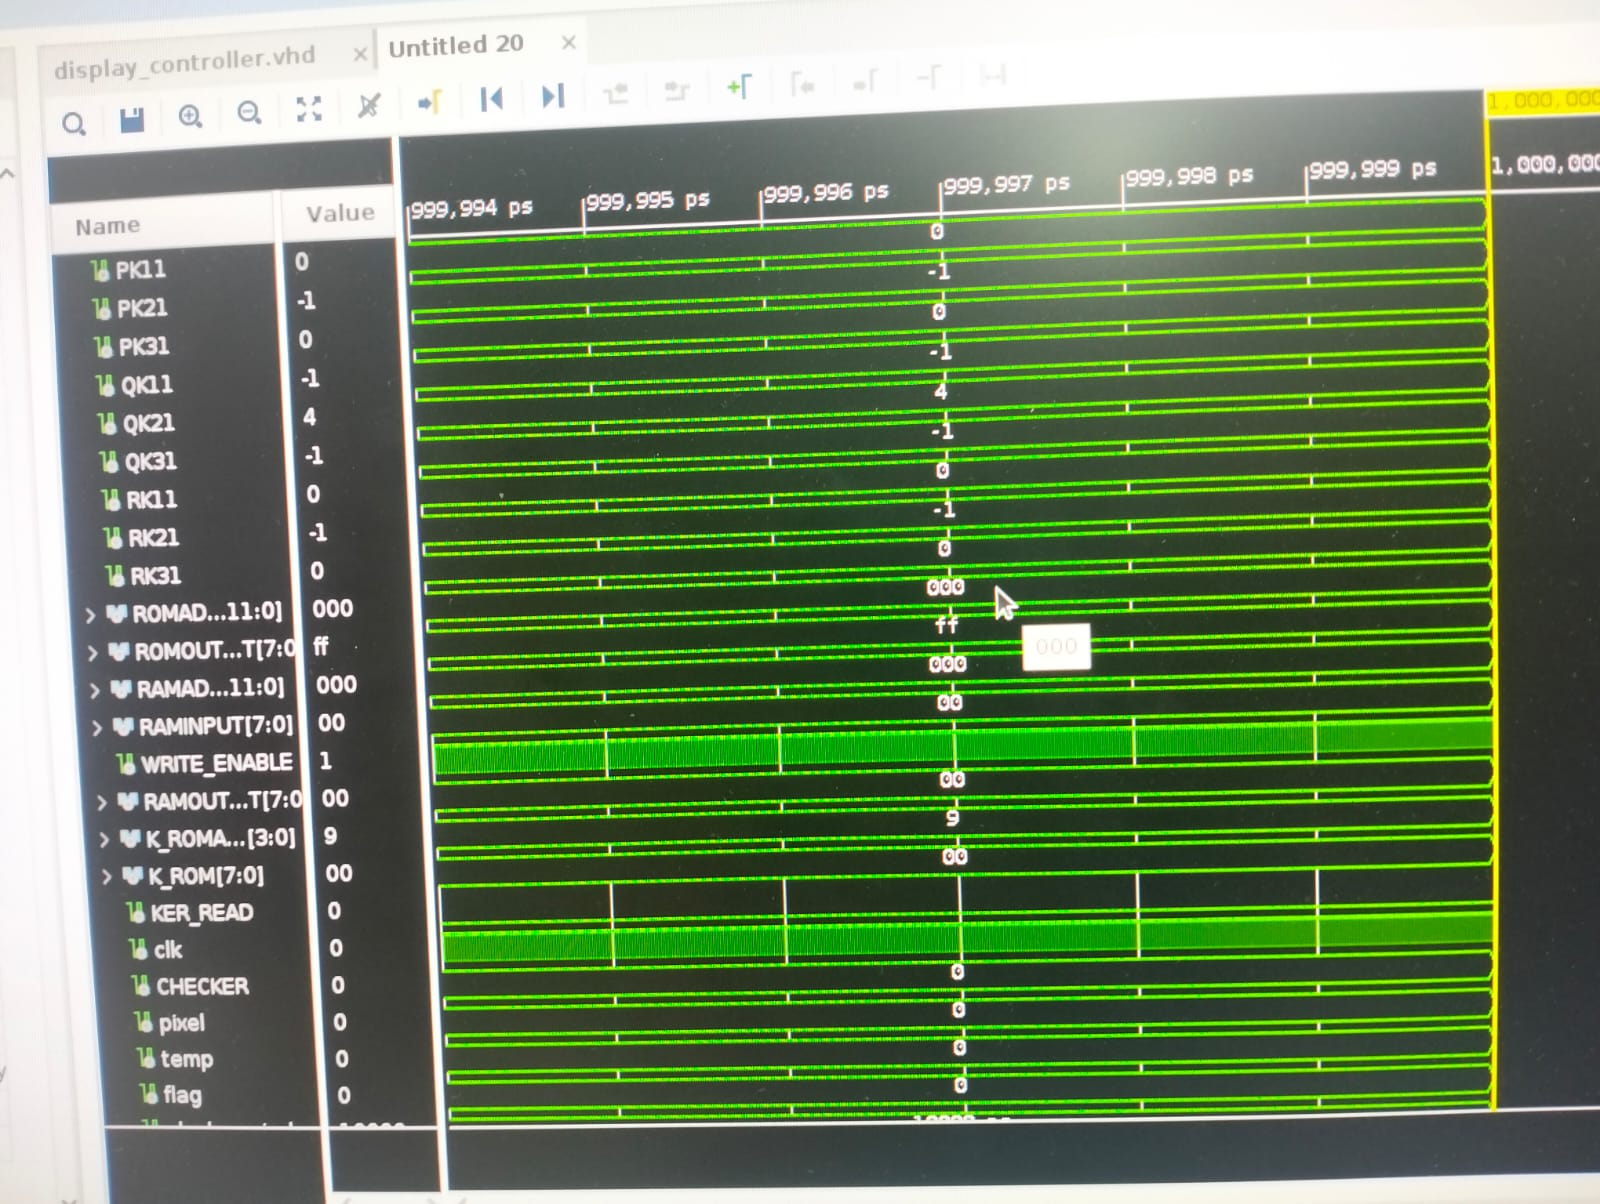 display_controller.vhd × Untitled 20 ×
1,000,000
999,994 ps 999,995 ps 999,996 ps 999,997 ps 999,998 ps 999,999 ps 1,000,000
Name Value
PK11 0 0
PK21 -1 -1
PK31 0 0
QK11 -1 -1
QK21 4 4
QK31 -1 -1
RK11 0 0
RK21 -1 -1
RK31 0 0
ROMAD...11:0] 000 000
ROMOUT...T[7:0 ff ff
000
RAMAD...11:0] 000 000
RAMINPUT[7:0] 00 00
WRITE_ENABLE 1
RAMOUT...T[7:0 00 00
K_ROMA...[3:0] 9 9
K_ROM[7:0] 00 00
KER_READ 0
clk 0
CHECKER 0 0
pixel 0 0
temp 0 0
flag 0 0